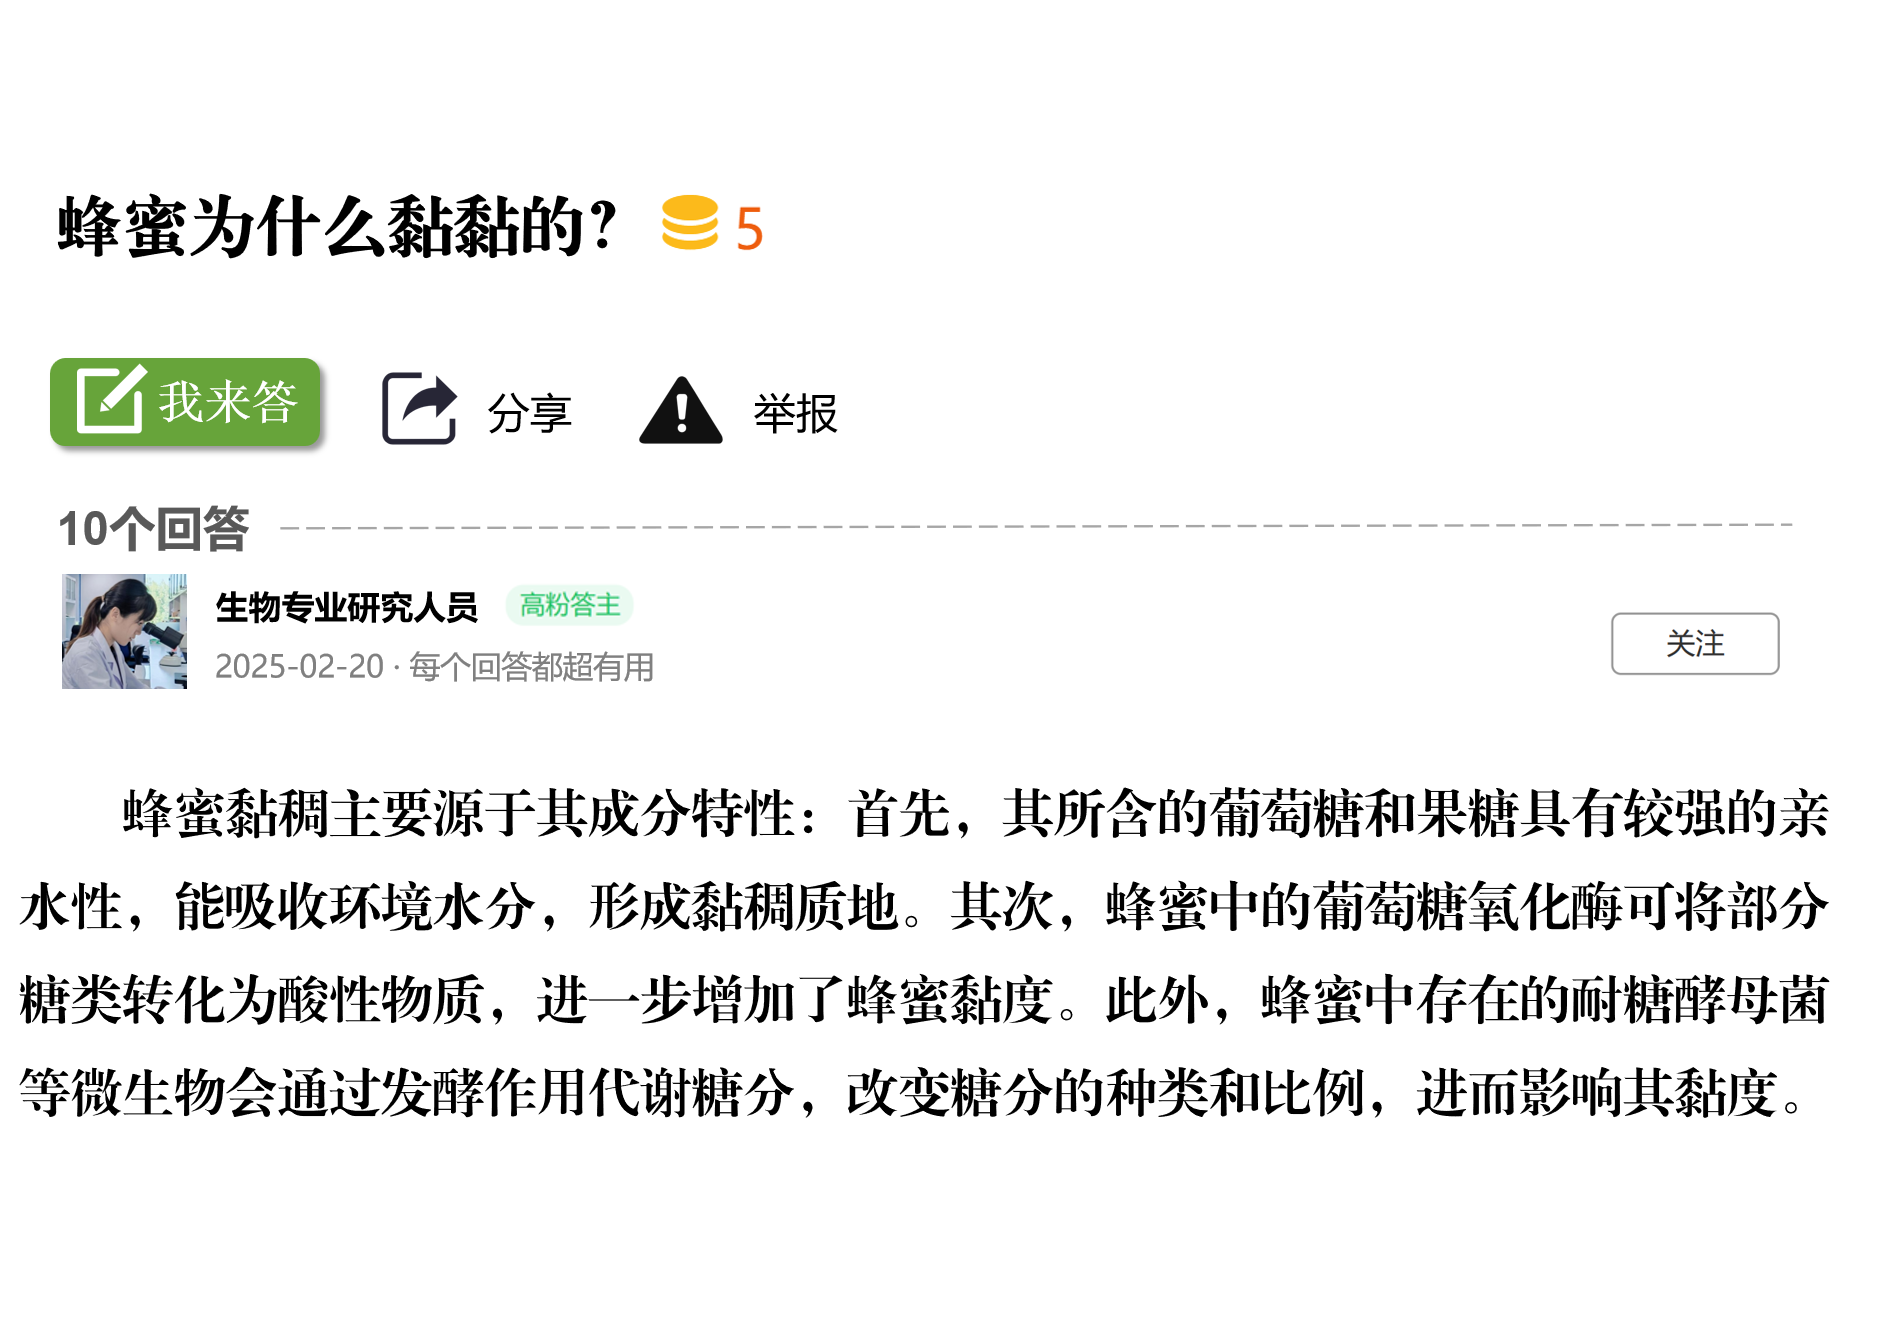 蜂蜜为什么黏黏的？ 5
我来答 分享 举报
10个回答
生物专业研究人员 高粉答主
2025-02-20 · 每个回答都超有用
关注
蜂蜜黏稠主要源于其成分特性：首先，其所含的葡萄糖和果糖具有较强的亲
水性，能吸收环境水分，形成黏稠质地。其次，蜂蜜中的葡萄糖氧化酶可将部分
糖类转化为酸性物质，进一步增加了蜂蜜黏度。此外，蜂蜜中存在的耐糖酵母菌
等微生物会通过发酵作用代谢糖分，改变糖分的种类和比例，进而影响其黏度。